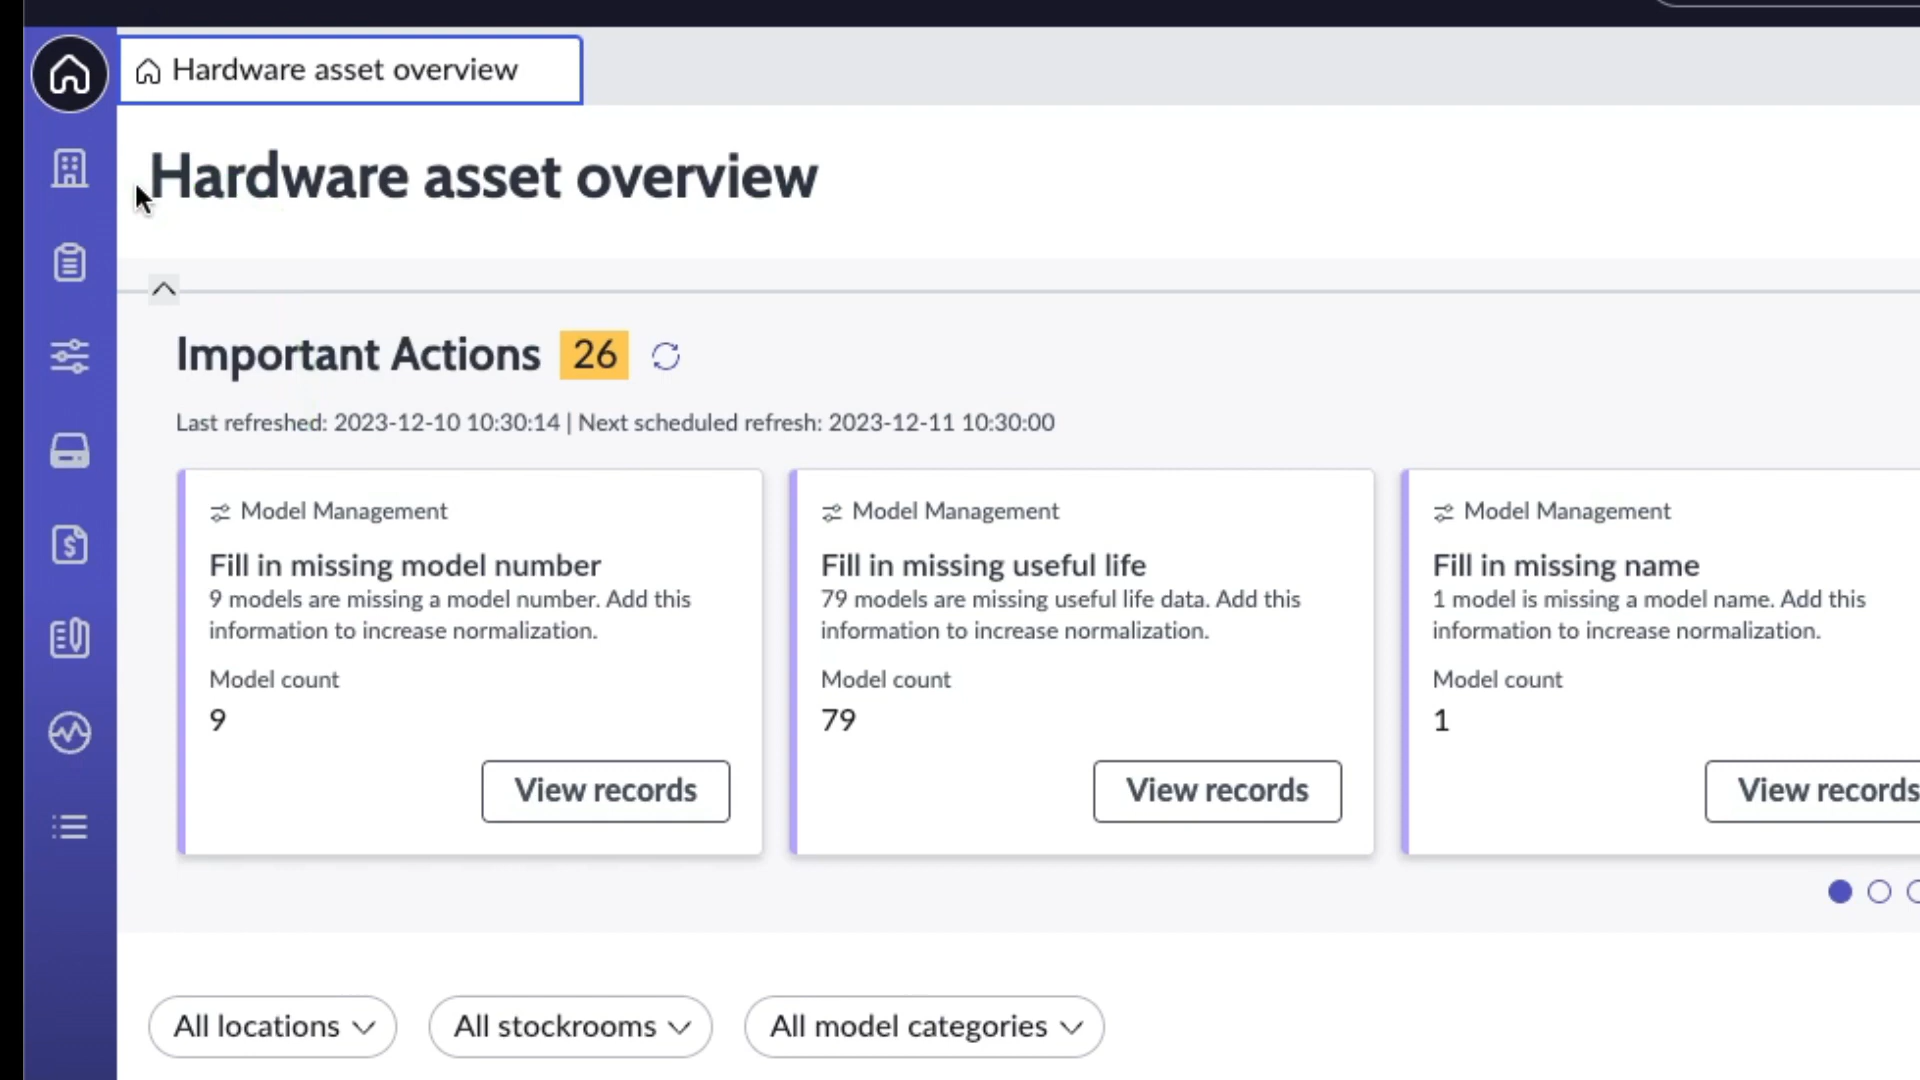 Hardware asset overview
Hardware asset overview
Important Actions 26
Last refreshed: 2023-12-10 10:30:14 | Next scheduled refresh: 2023-12-11 10:30:00
Model Management
Fill in missing model number
9 models are missing a model number. Add this
information to increase normalization.
Model count
9
View records
Model Management
Fill in missing useful life
79 models are missing useful life data. Add this
information to increase normalization.
Model count
79
View records
Model Management
Fill in missing name
1 model is missing a model name. Add this
information to increase normalization.
Model count
1
View records
All locations
All stockrooms
All model categories